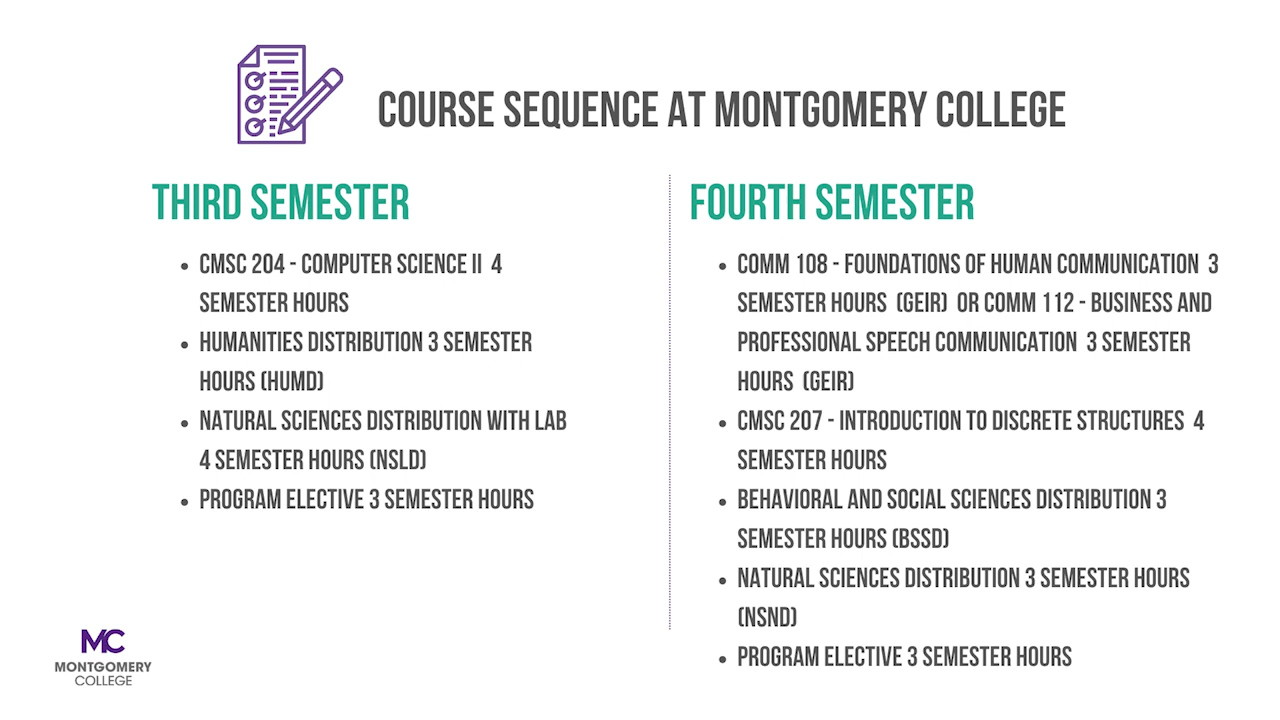 COURSE SEQUENCE AT MONTGOMERY COLLEGE
THIRD SEMESTER
• CMSC 204 - COMPUTER SCIENCE II 4
SEMESTER HOURS
• HUMANITIES DISTRIBUTION 3 SEMESTER
HOURS (HUMD)
• NATURAL SCIENCES DISTRIBUTION WITH LAB
4 SEMESTER HOURS (NSLD)
• PROGRAM ELECTIVE 3 SEMESTER HOURS
FOURTH SEMESTER
• COMM 108 - FOUNDATIONS OF HUMAN COMMUNICATION 3
SEMESTER HOURS (GEIR) OR COMM 112 - BUSINESS AND
PROFESSIONAL SPEECH COMMUNICATION 3 SEMESTER
HOURS (GEIR)
• CMSC 207 - INTRODUCTION TO DISCRETE STRUCTURES 4
SEMESTER HOURS
• BEHAVIORAL AND SOCIAL SCIENCES DISTRIBUTION 3
SEMESTER HOURS (BSSD)
• NATURAL SCIENCES DISTRIBUTION 3 SEMESTER HOURS
(NSND)
• PROGRAM ELECTIVE 3 SEMESTER HOURS
MC
MONTGOMERY
COLLEGE